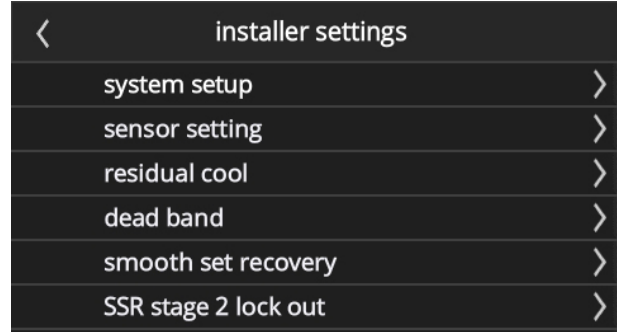 installer settings
system setup
sensor setting
residual cool
dead band
smooth set recovery
SSR stage 2 lock out